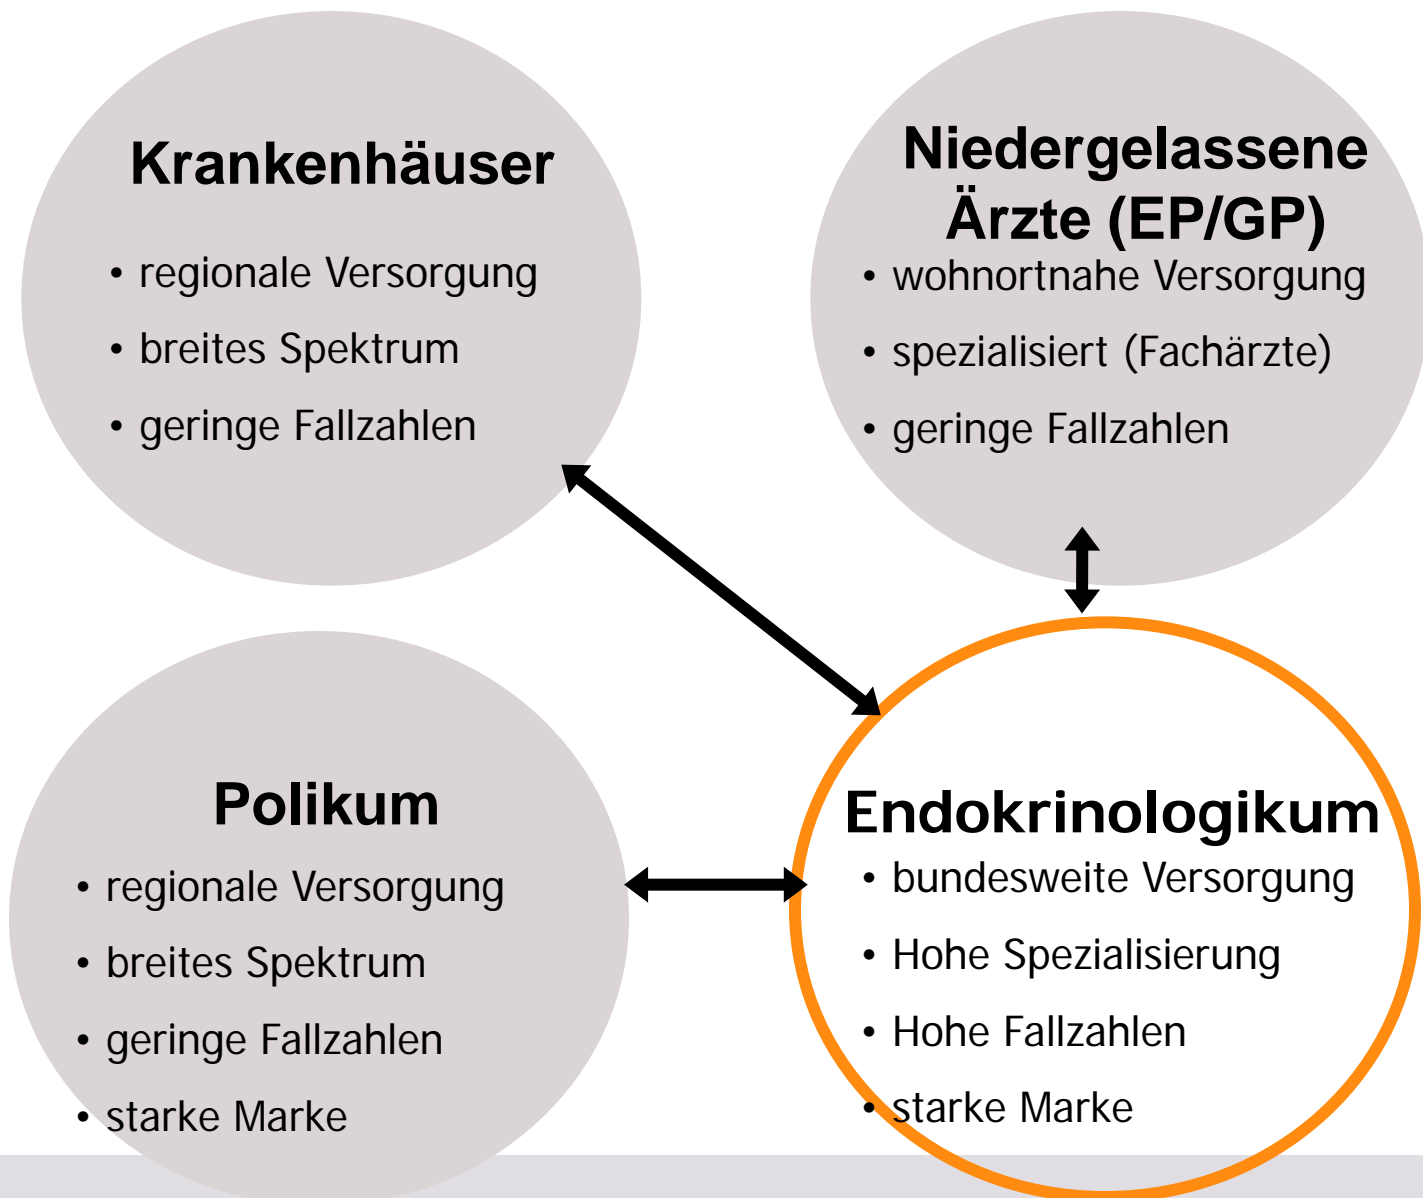 Krankenhäuser
• regionale Versorgung
• breites Spektrum
• geringe Fallzahlen
Niedergelassene
Ärzte (EP/GP)
• wohnortnahe Versorgung
• spezialisiert (Fachärzte)
• geringe Fallzahlen
Polikum
• regionale Versorgung
• breites Spektrum
• geringe Fallzahlen
• starke Marke
Endokrinologikum
• bundesweite Versorgung
• Hohe Spezialisierung
• Hohe Fallzahlen
• starke Marke